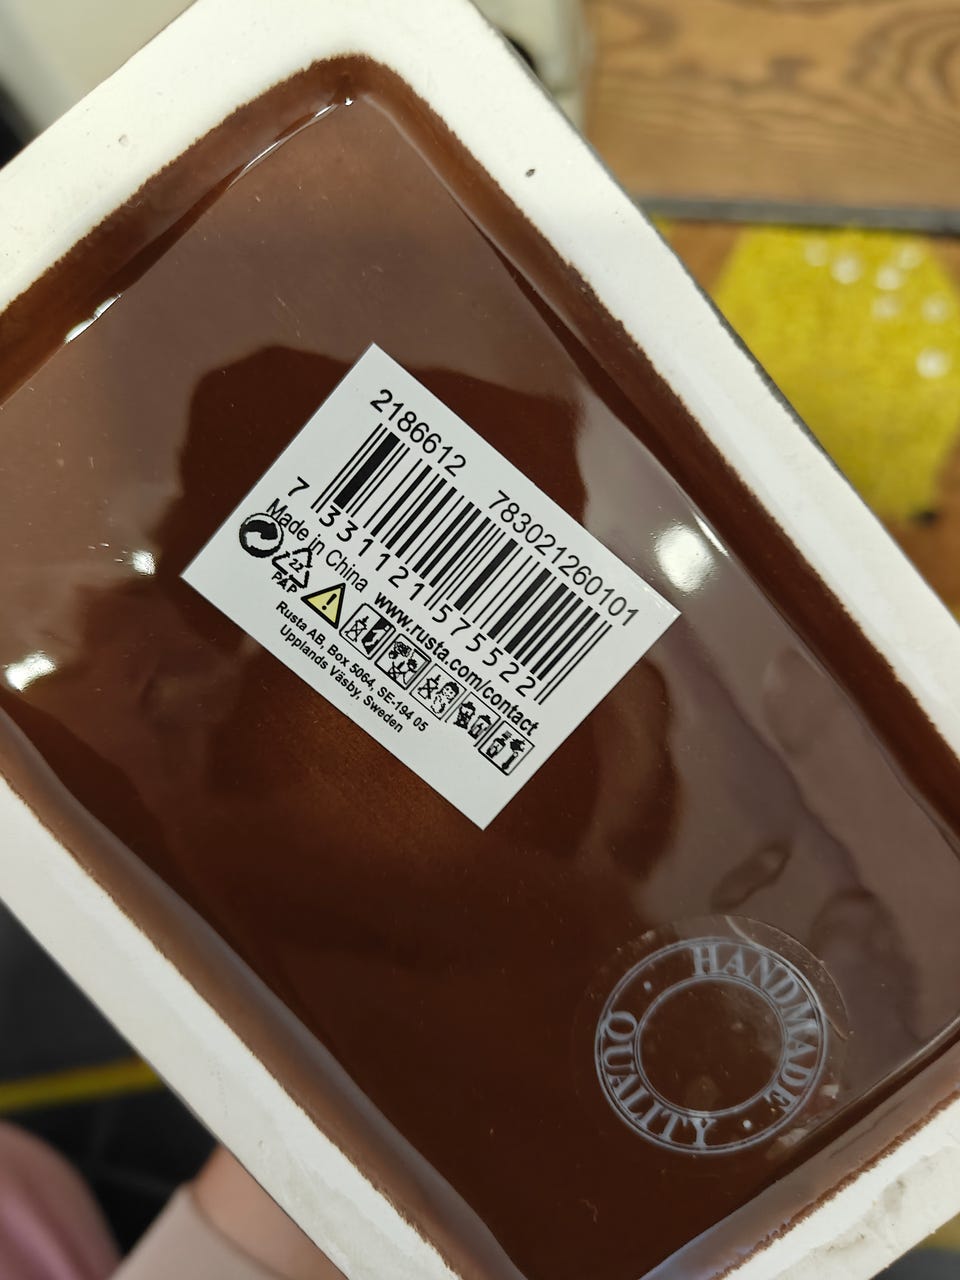 2186612 783021260101
7 331121 575522
Made in China
www.rusta.com/contact
22
PAP
Rusta AB, Box 5064, SE-194 05
Upplands Väsby, Sweden
HANDMADE
QUALITY